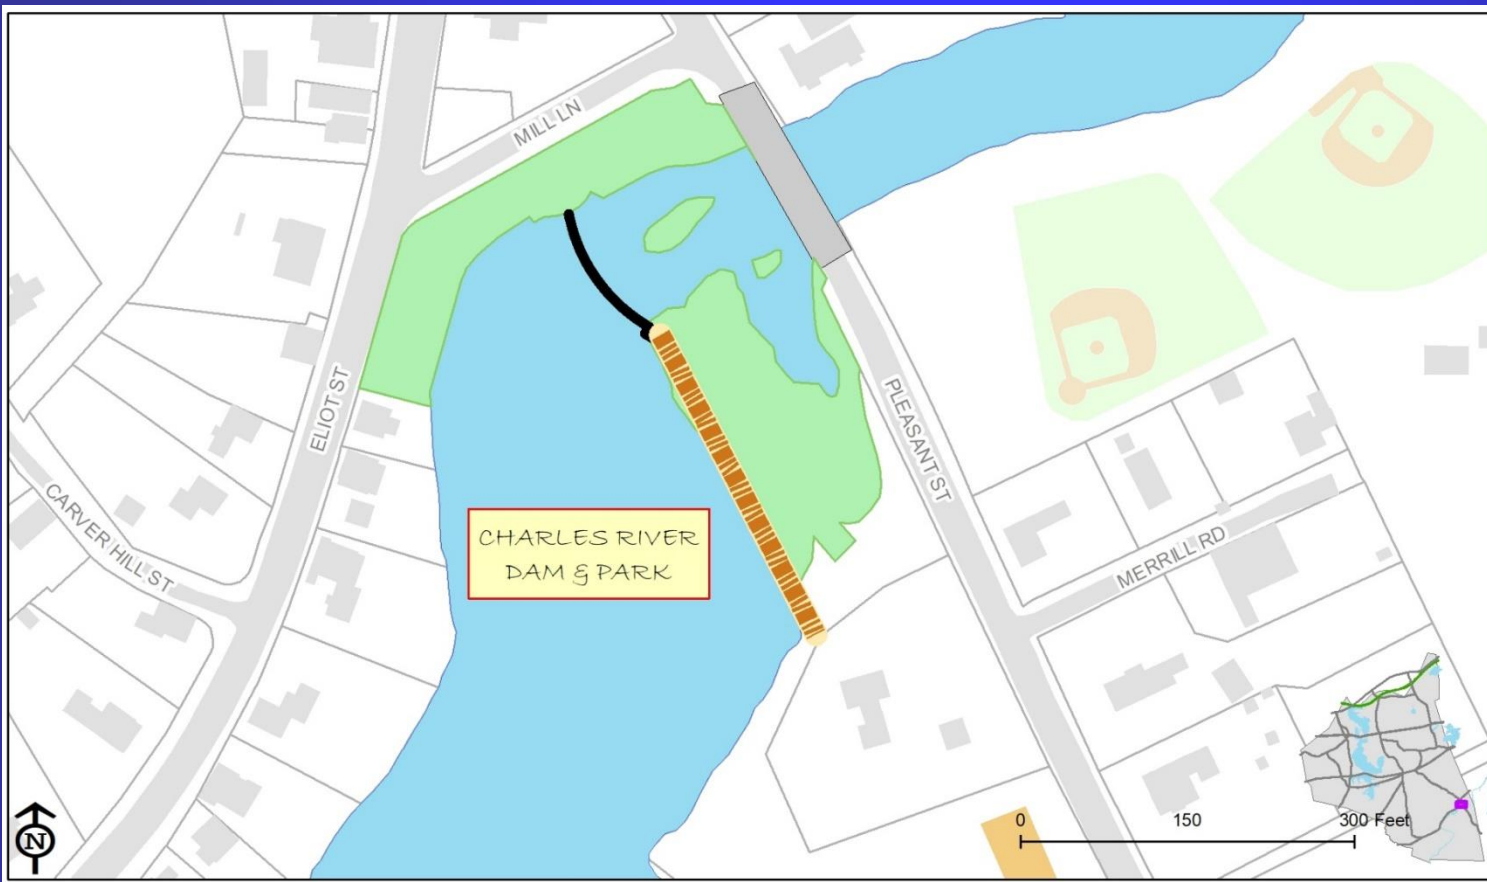 MILL LN
ELIOT ST
PLEASANT ST
CARVER HILL ST
CHARLES RIVER
DAM & PARK
MERRILL RD
N
0 150 300 Feet